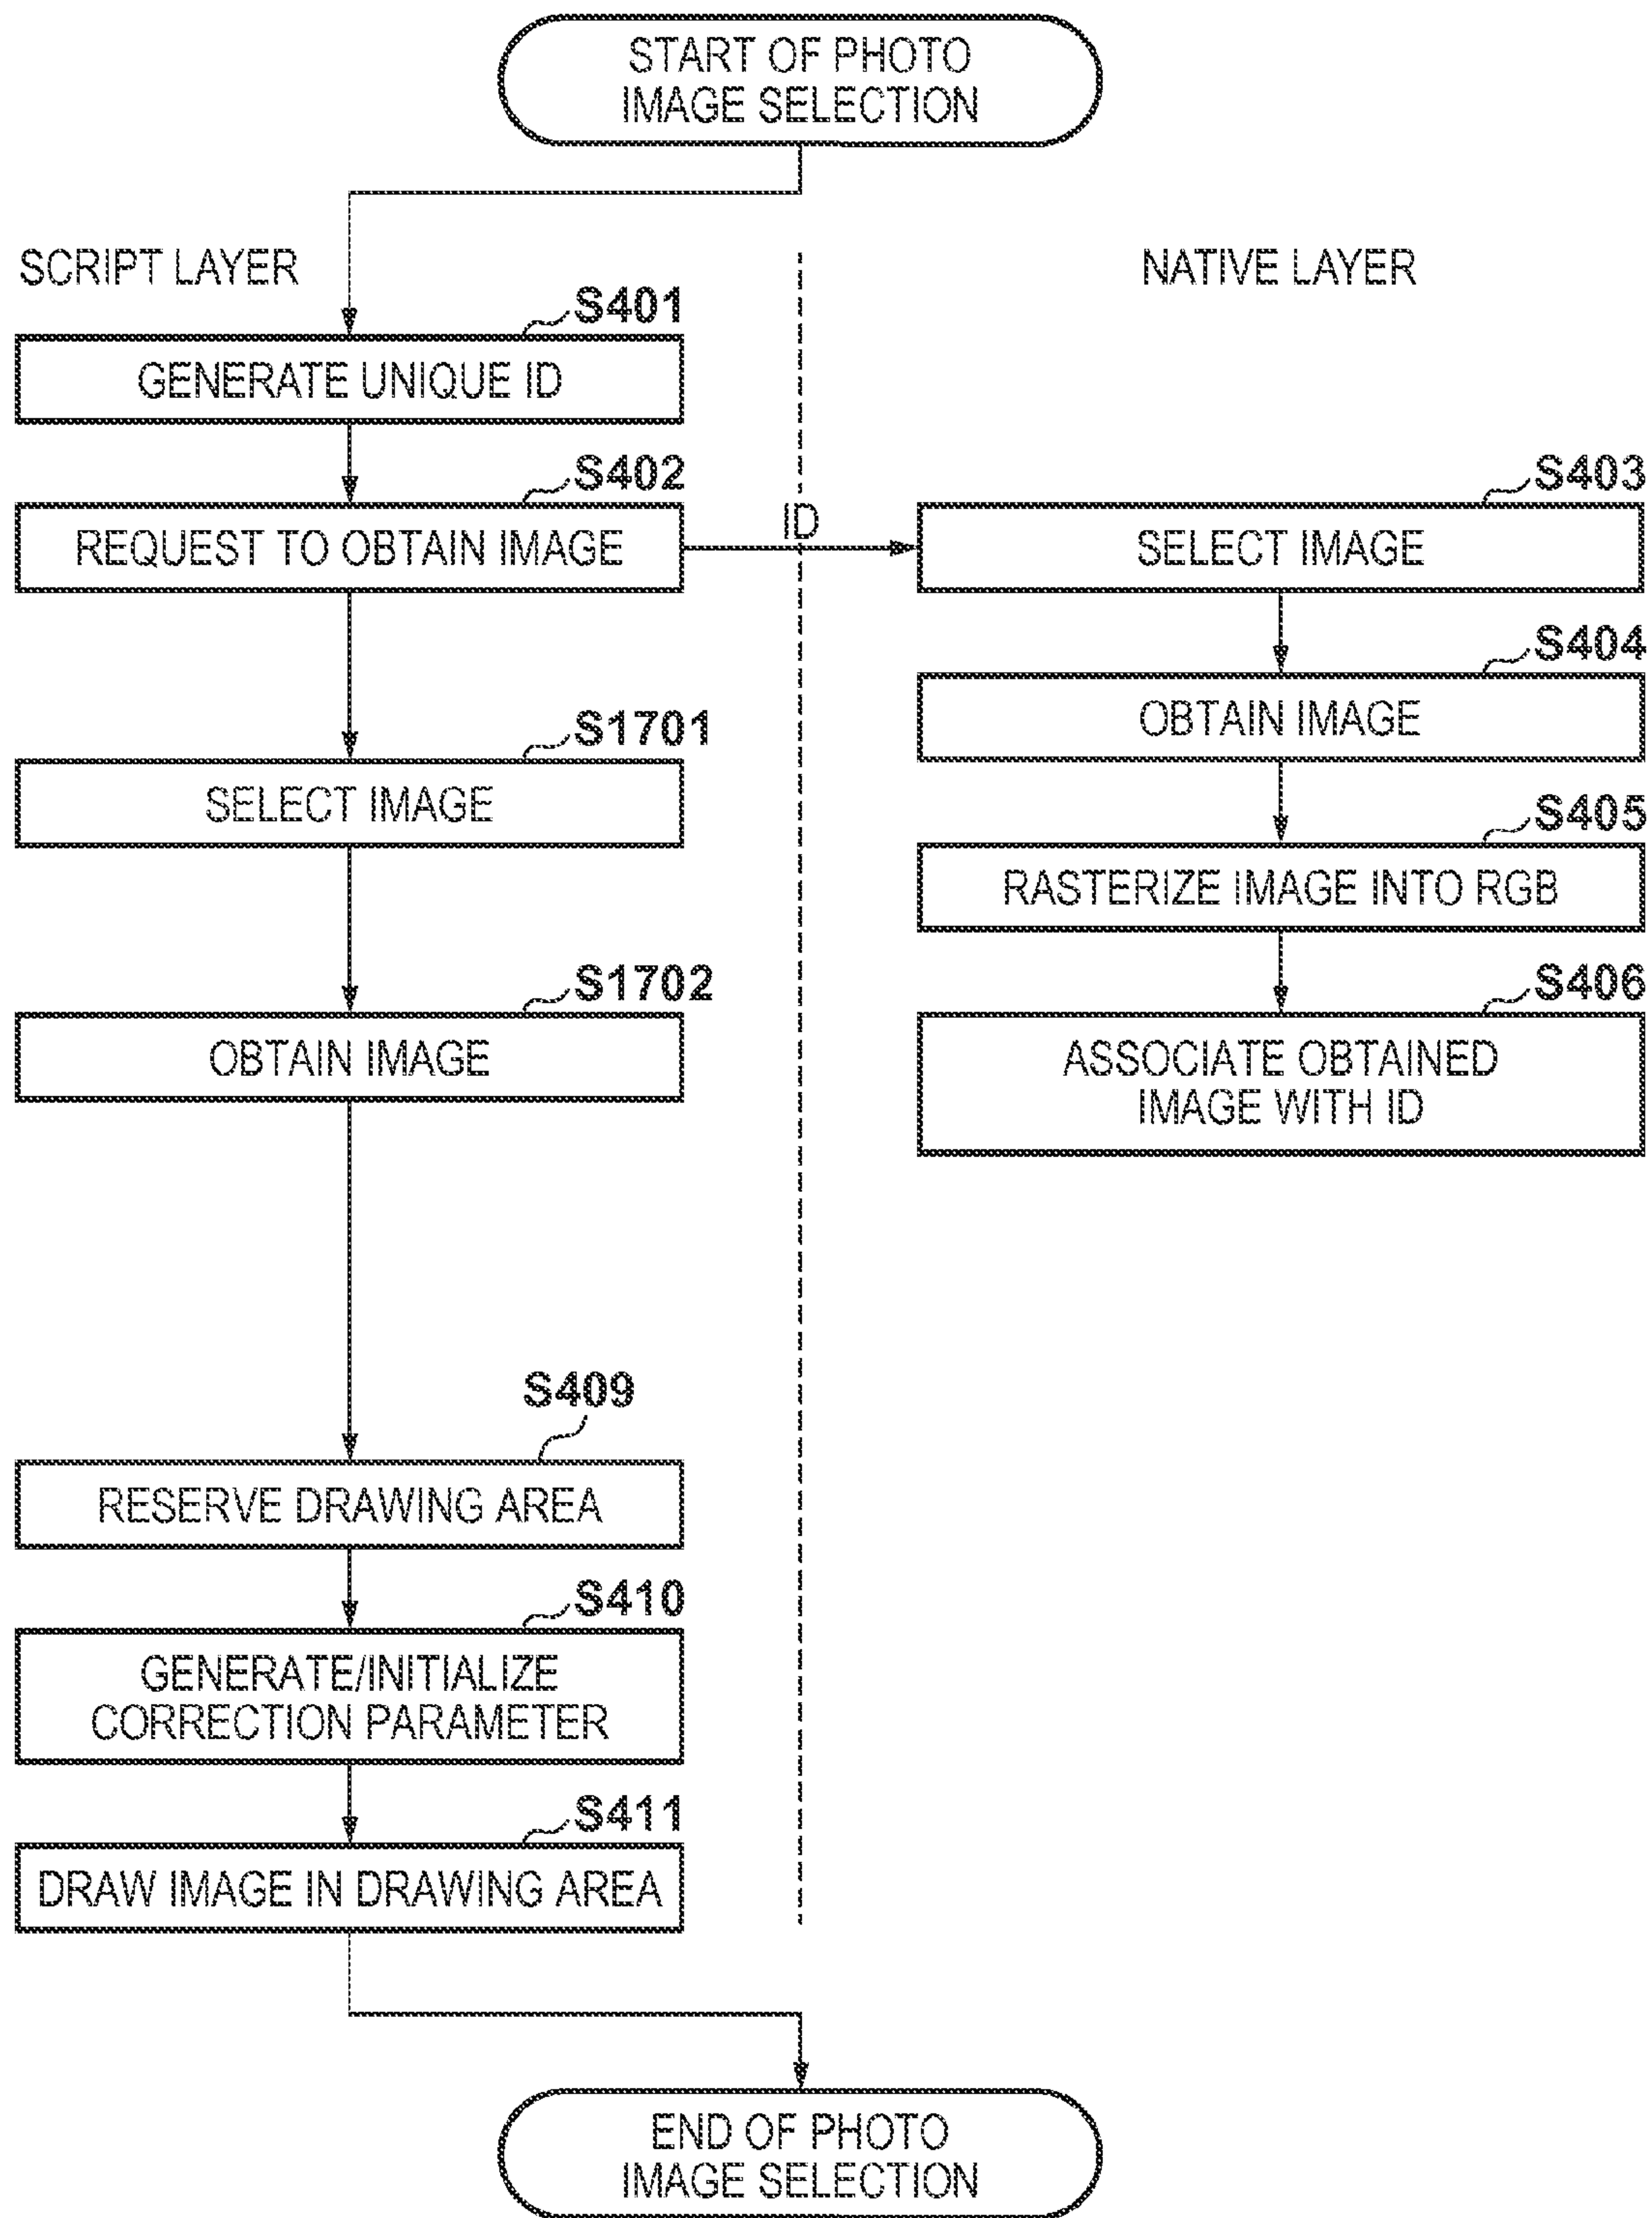 START OF PHOTO
IMAGE SELECTION
SCRIPT LAYER
NATIVE LAYER
S401
GENERATE UNIQUE ID
S402
REQUEST TO OBTAIN IMAGE
ID
S403
SELECT IMAGE
S404
OBTAIN IMAGE
S405
RASTERIZE IMAGE INTO RGB
S406
ASSOCIATE OBTAINED
IMAGE WITH ID
S1701
SELECT IMAGE
S1702
OBTAIN IMAGE
S409
RESERVE DRAWING AREA
S410
GENERATE/INITIALIZE
CORRECTION PARAMETER
S411
DRAW IMAGE IN DRAWING AREA
END OF PHOTO
IMAGE SELECTION